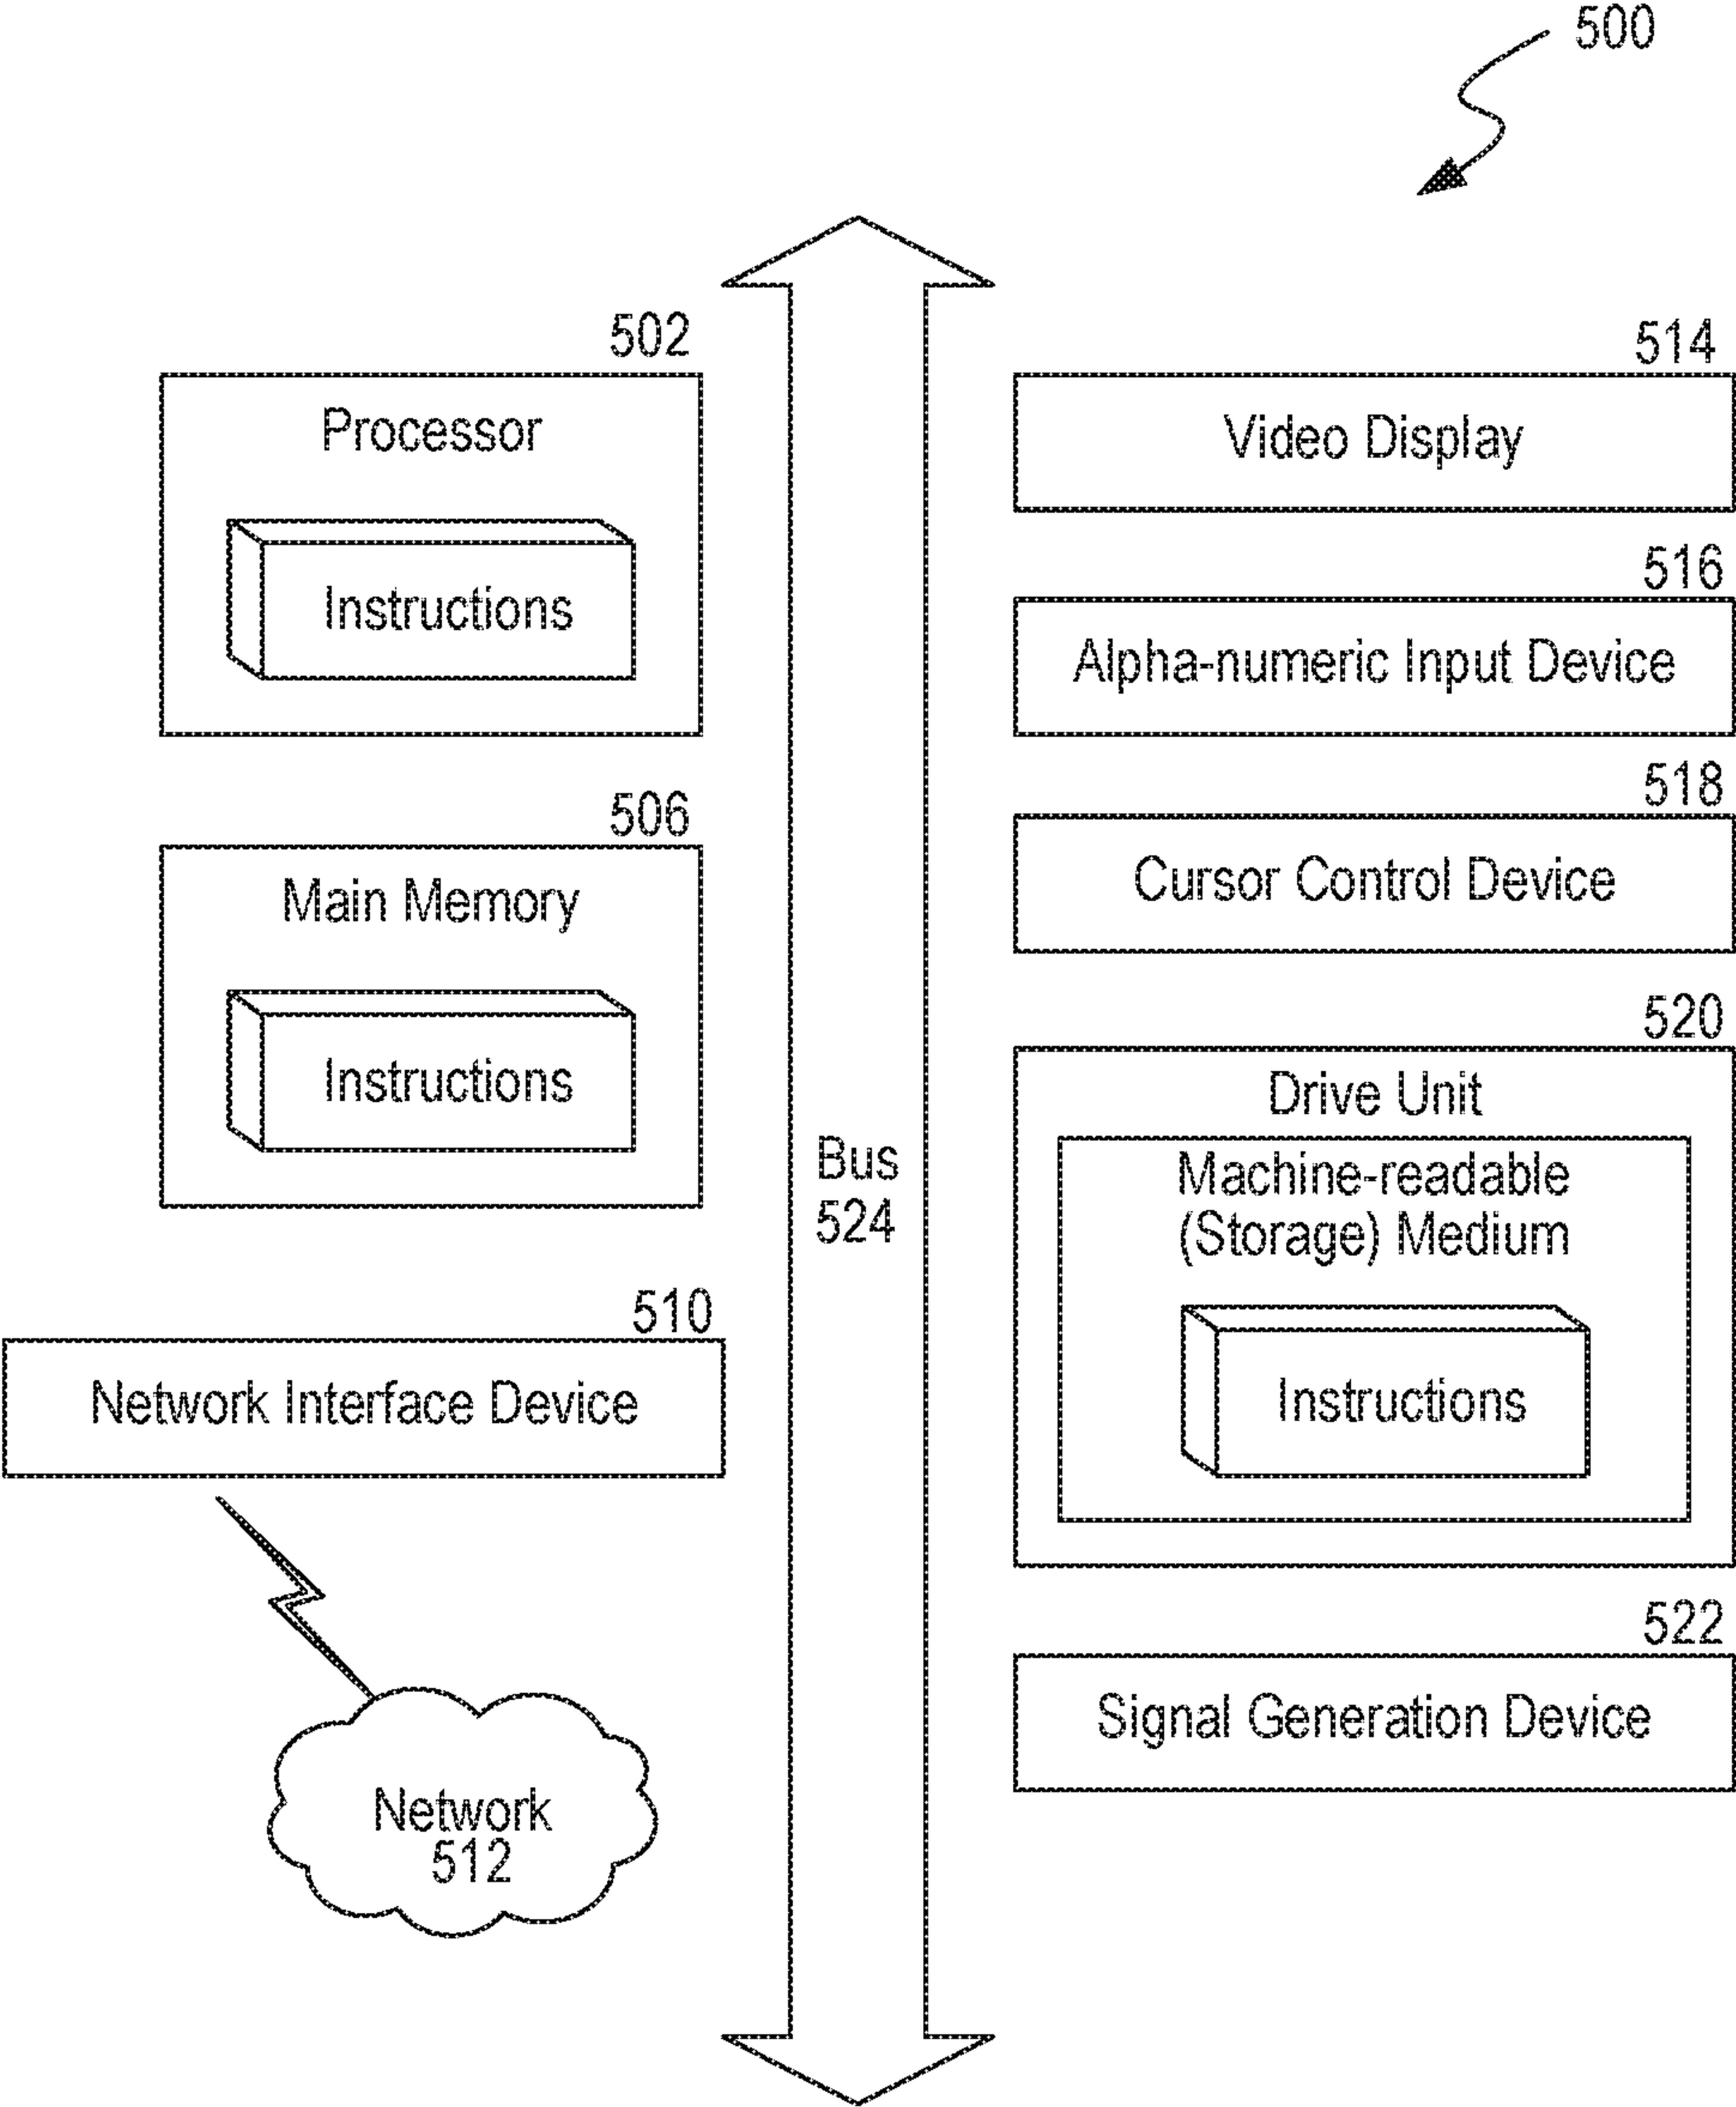 500
502
Processor
Instructions
506
Main Memory
Instructions
510
Network Interface Device
Network
512
Bus
524
514
Video Display
516
Alpha-numeric Input Device
518
Cursor Control Device
520
Drive Unit
Machine-readable
(Storage) Medium
Instructions
522
Signal Generation Device